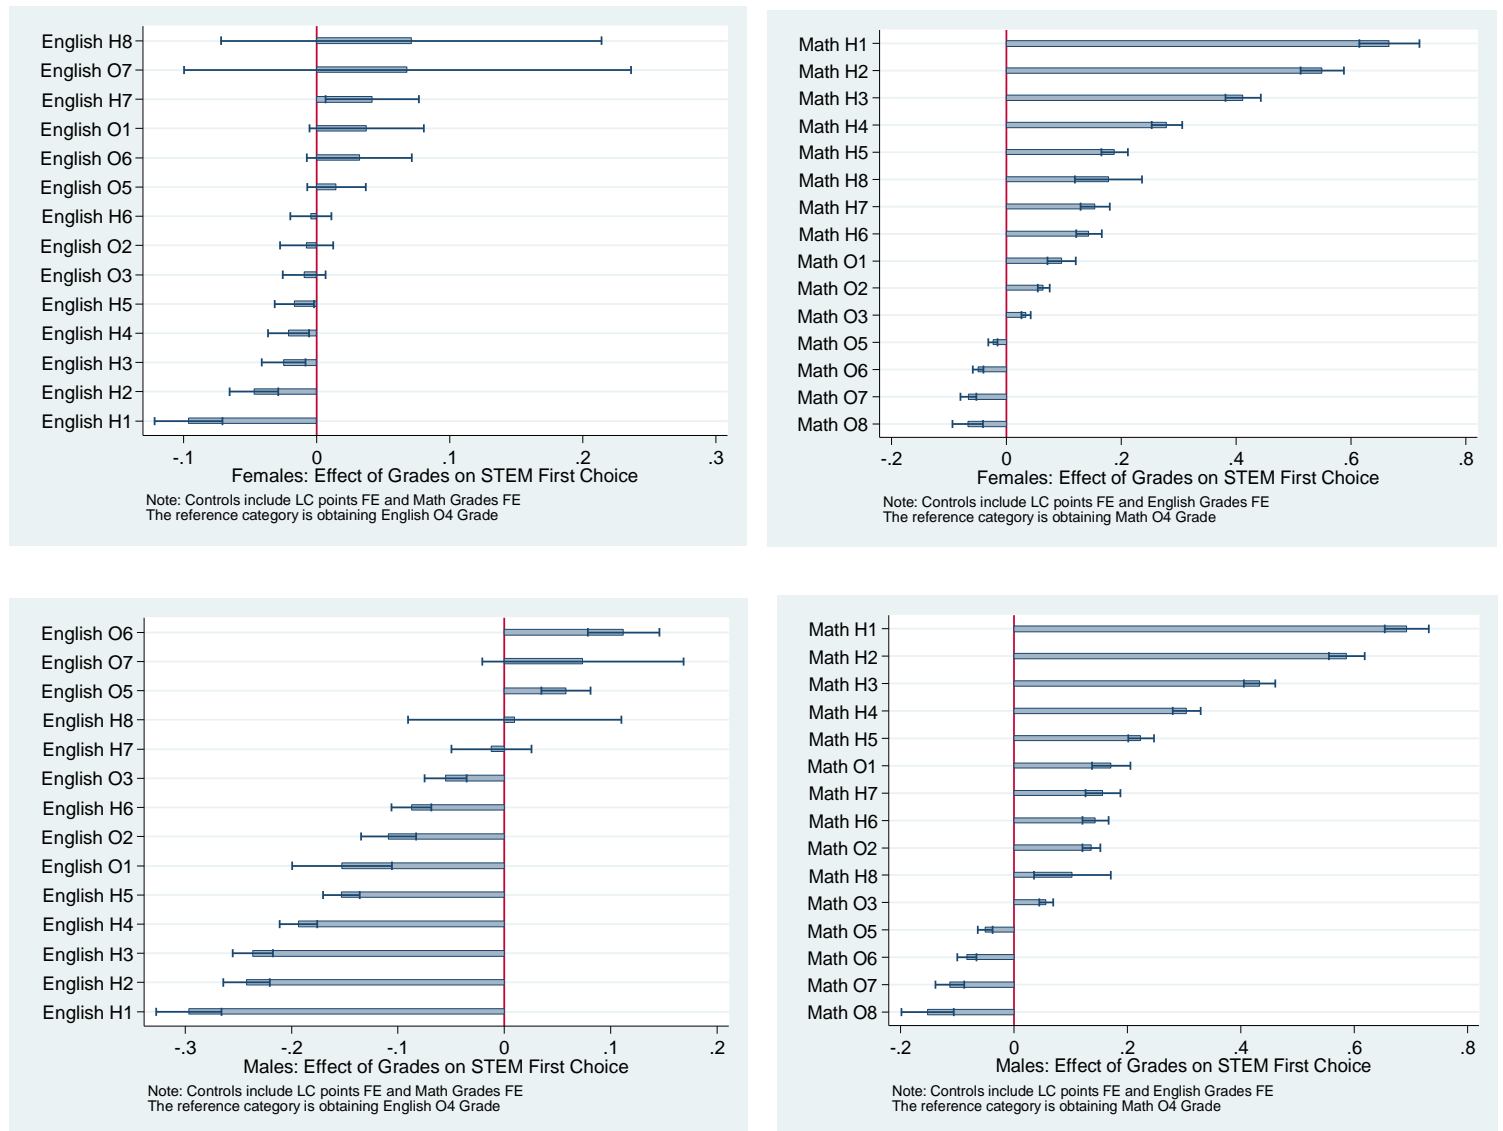 English H8
English O7
English H7
English O1
English O6
English O5
English H6
English O2
English O3
English H5
English H4
English H3
English H2
English H1
-.1 0 .1 .2 .3
Females: Effect of Grades on STEM First Choice
Note: Controls include LC points FE and Math Grades FE
The reference category is obtaining English O4 Grade
Math H1
Math H2
Math H3
Math H4
Math H5
Math H8
Math H7
Math H6
Math O1
Math O2
Math O3
Math O5
Math O6
Math O7
Math O8
-.2 0 .2 .4 .6 .8
Females: Effect of Grades on STEM First Choice
Note: Controls include LC points FE and English Grades FE
The reference category is obtaining Math O4 Grade
English O6
English O7
English O5
English H8
English H7
English O3
English H6
English O2
English O1
English H5
English H4
English H3
English H2
English H1
-.3 -.2 -.1 0 .1 .2
Males: Effect of Grades on STEM First Choice
Note: Controls include LC points FE and Math Grades FE
The reference category is obtaining English O4 Grade
Math H1
Math H2
Math H3
Math H4
Math H5
Math O1
Math H7
Math H6
Math O2
Math H8
Math O3
Math O5
Math O6
Math O7
Math O8
-.2 0 .2 .4 .6 .8
Males: Effect of Grades on STEM First Choice
Note: Controls include LC points FE and English Grades FE
The reference category is obtaining Math O4 Grade